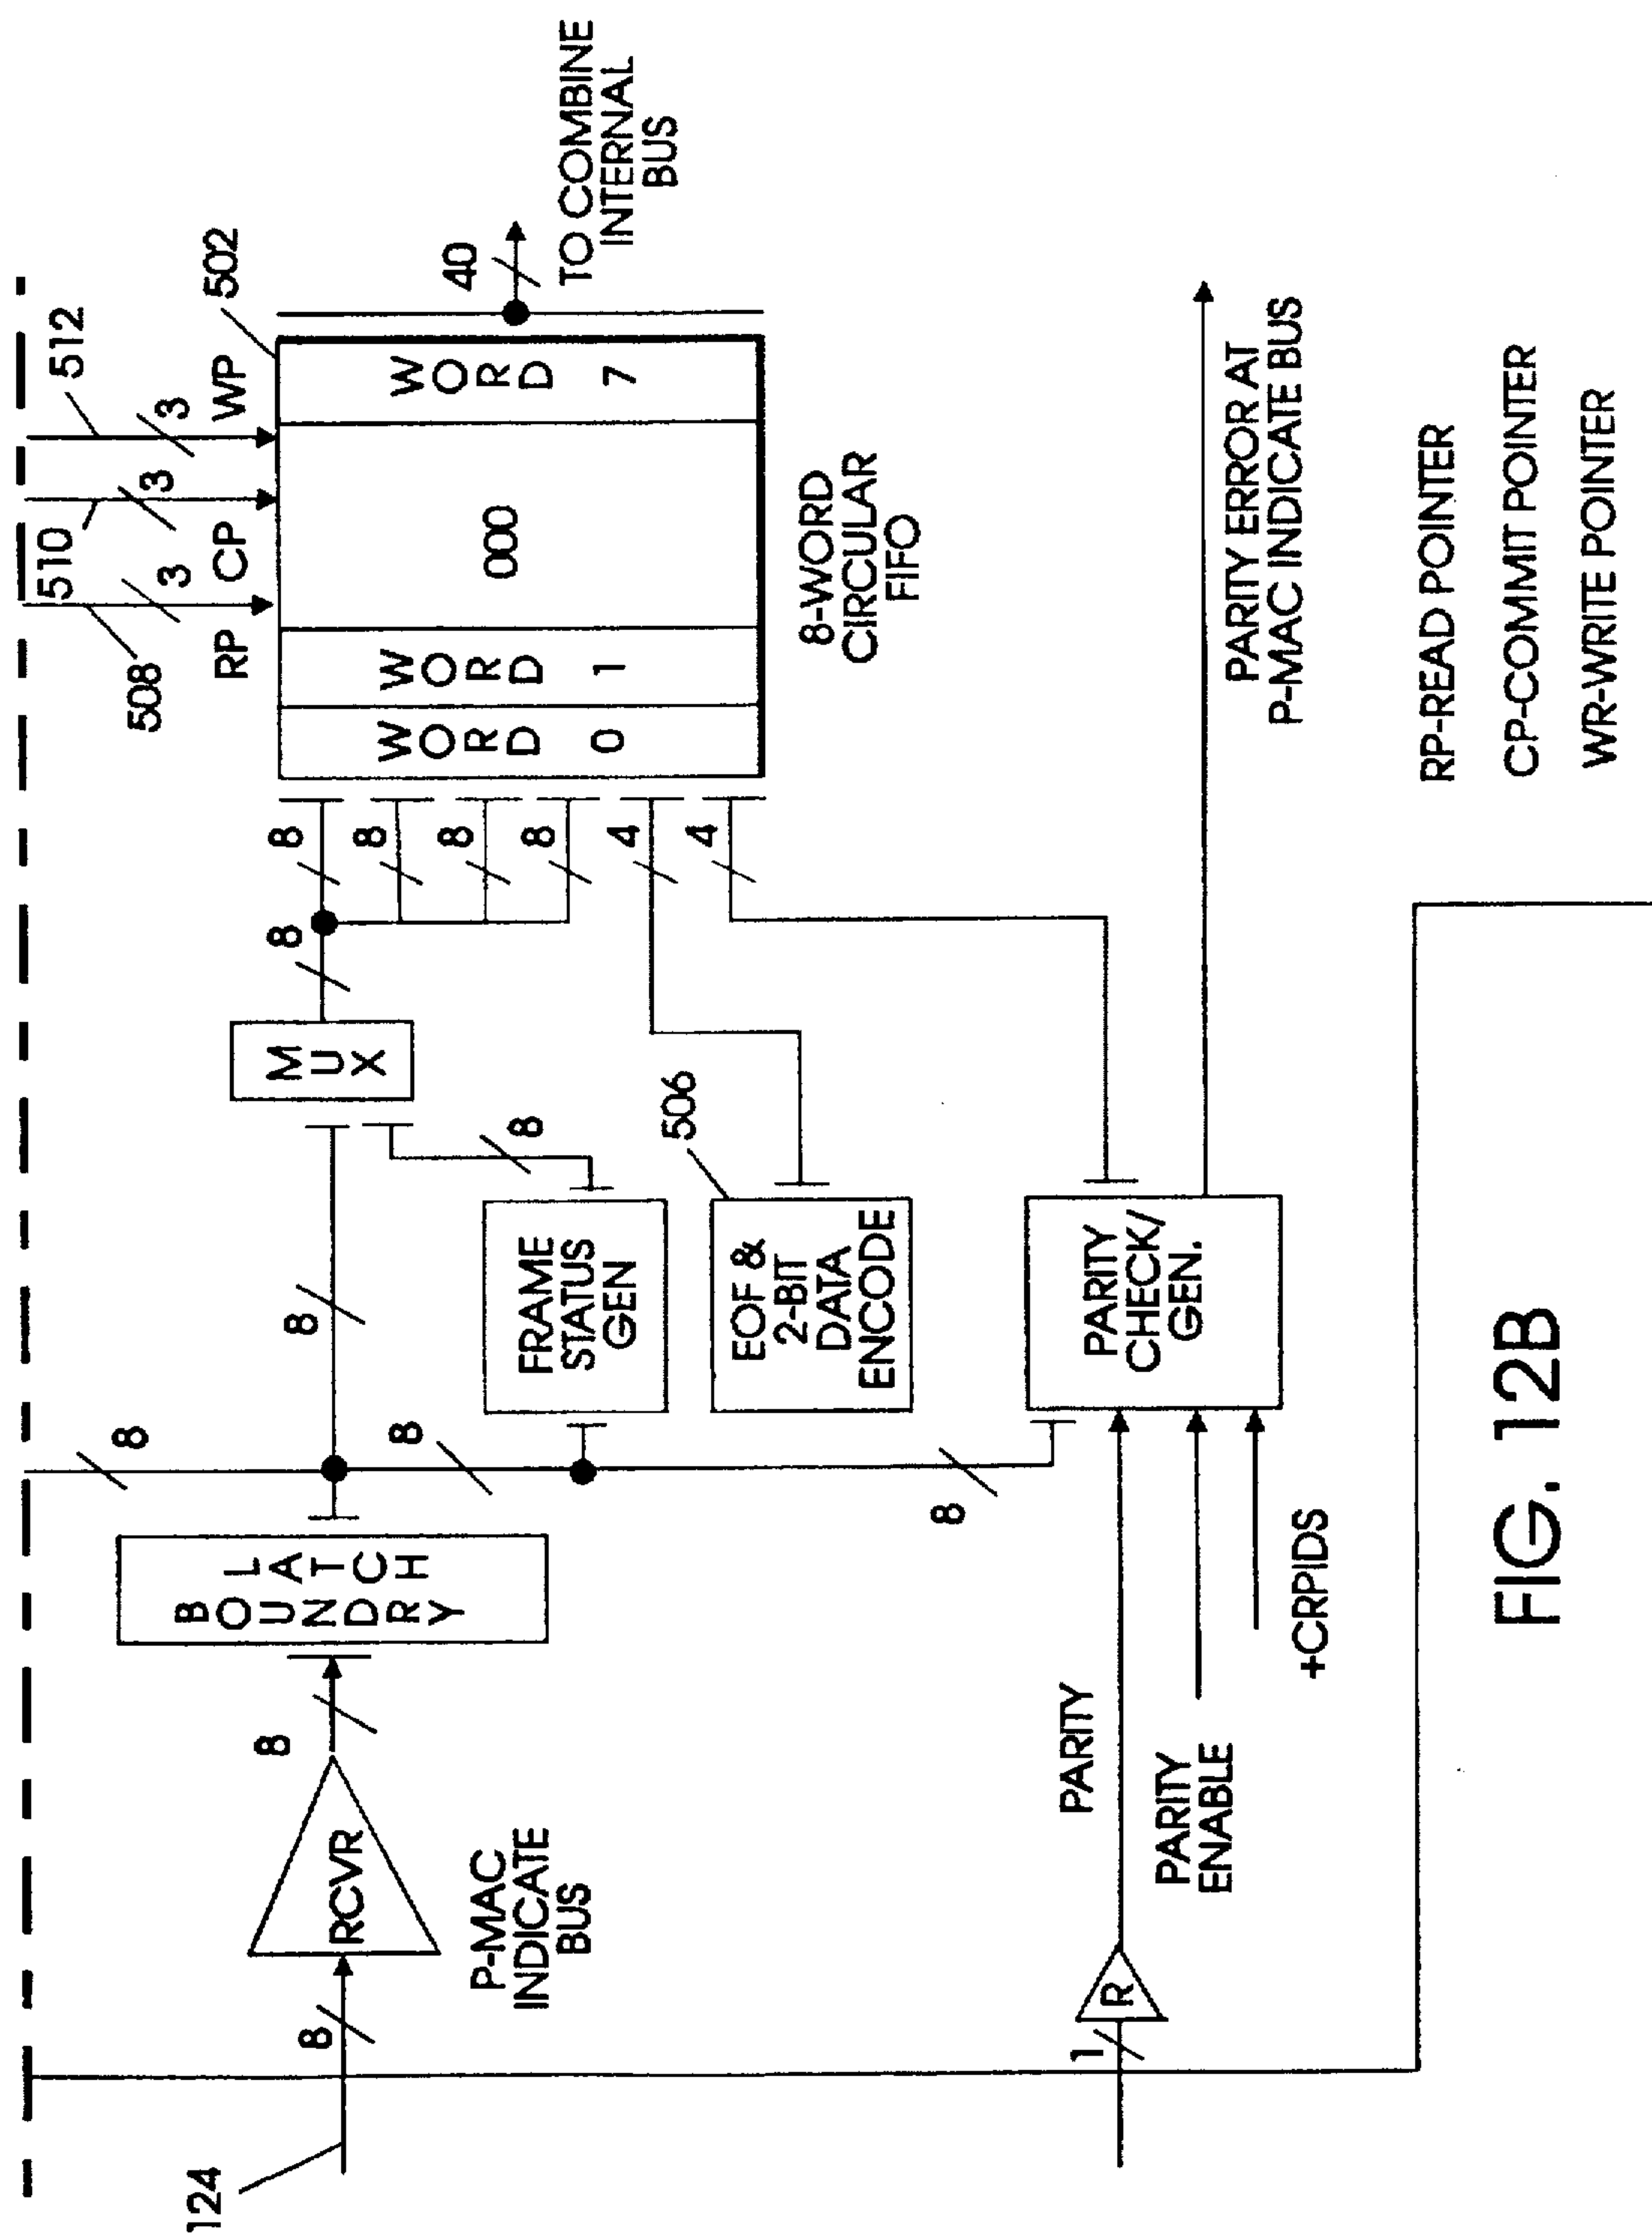 512
502
510
508
3
3
3
RP
CP
WP
40
TO COMBINE
INTERNAL
BUS
WORD 0
WORD 1
000
WORD 7
8-WORD
CIRCULAR
FIFO
8
8
8
8
8
4
4
MUX
8
8
8
8
8
FRAME
STATUS
GEN
506
EOF &
2-BIT
DATA
ENCODE
PARITY
CHECK/
GEN.
BOUNDRY
LATCH
8
RCVR
8
124
P-MAC
INDICATE
BUS
PARITY
R
1
PARITY
ENABLE
+CRPIDS
PARITY ERROR AT
P-MAC INDICATE BUS
RP-READ POINTER
CP-COMMIT POINTER
WR-WRITE POINTER
FIG. 12B